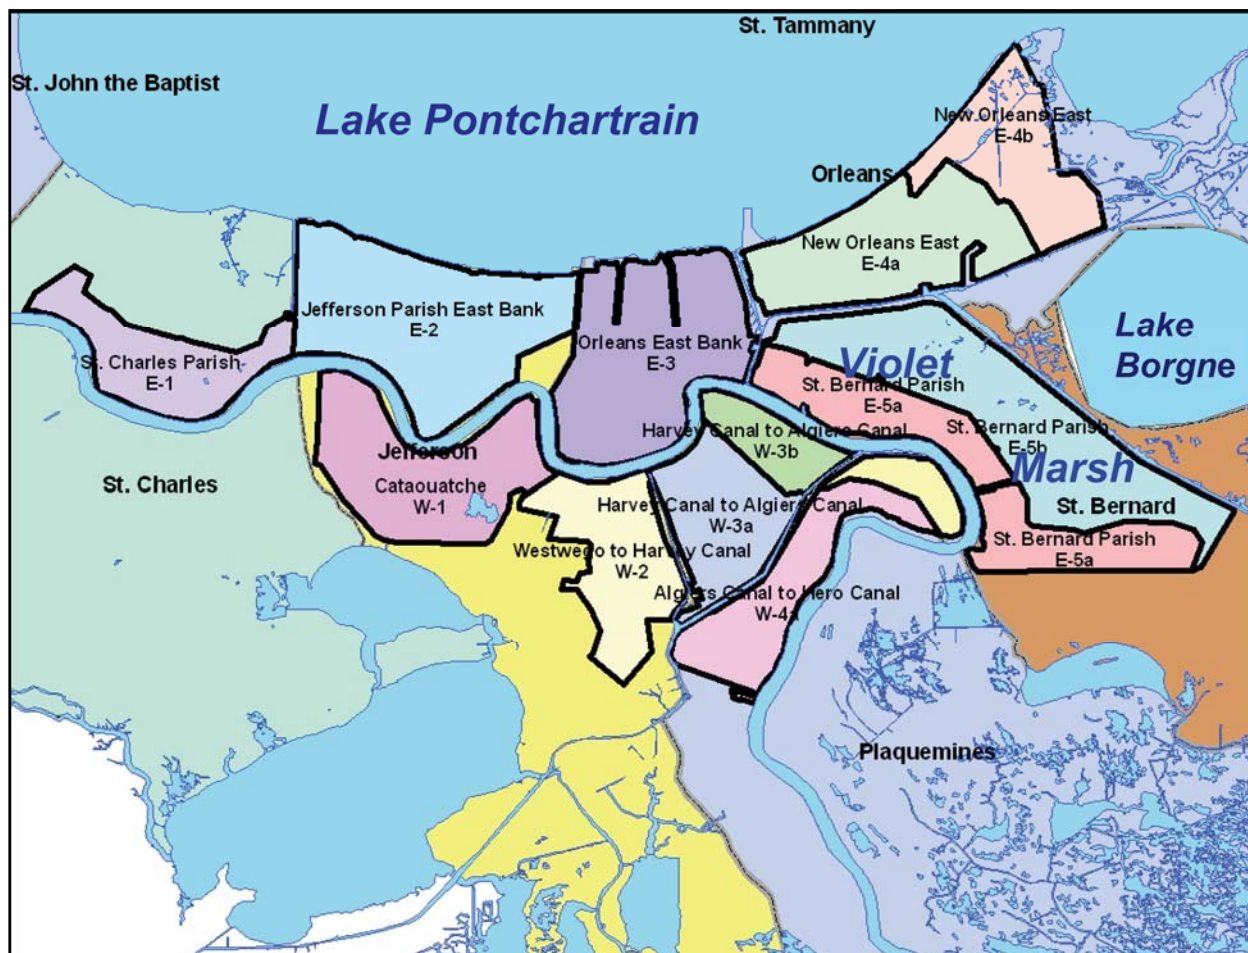 St. Tammany
St. John the Baptist
Lake Pontchartrain
New Orleans East
E-4b
Orleans
New Orleans East
E-4a
Jefferson Parish East Bank
E-2
Orleans East Bank
E-3
Lake
Borgne
St. Charles Parish
E-1
Violet
St. Bernard Parish
E-5a
Harvey Canal to Algiers Canal
W-3b
St. Bernard Parish
E-5b
Marsh
Jefferson
Cataouatche
W-1
St. Charles
Harvey Canal to Algiers Canal
W-3a
St. Bernard
St. Bernard Parish
E-5a
Westwego to Harvey Canal
W-2
Algiers Canal to Hero Canal
W-4a
Plaquemines